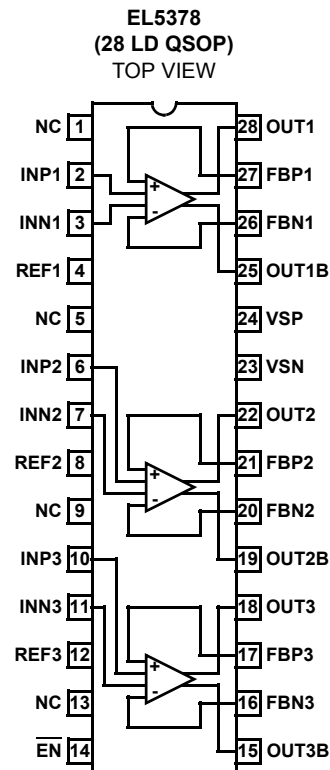 EL5378
(28 LD QSOP)
TOP VIEW
NC 1
28 OUT1
INP1 2
27 FBP1
INN1 3
26 FBN1
REF1 4
25 OUT1B
NC 5
24 VSP
INP2 6
23 VSN
INN2 7
22 OUT2
REF2 8
21 FBP2
NC 9
20 FBN2
INP3 10
19 OUT2B
INN3 11
18 OUT3
REF3 12
17 FBP3
NC 13
16 FBN3
EN 14
15 OUT3B
+
-
+
-
+
-